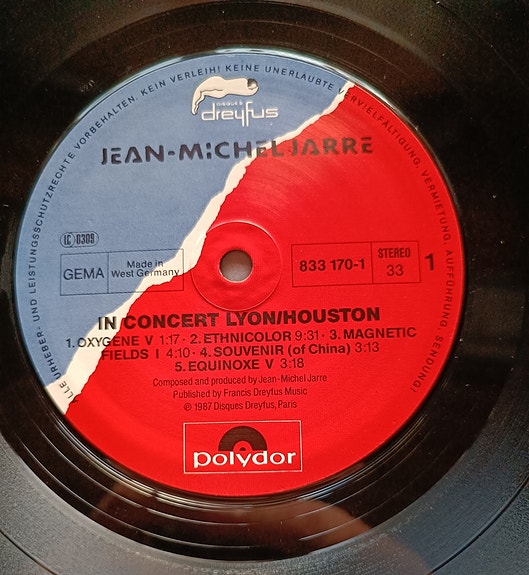 ALLE URHEBER- UND LEISTUNGSSCHUTZRECHTE VORBEHALTEN. KEIN VERLEIH! KEINE UNERLAUBTE VERVIELFÄLTIGUNG, VERMIETUNG, AUFFÜHRUNG, SENDUNG!
DISQUES
dreyfus
JEAN-MICHEL JARRE
LC 0309
GEMA
Made in
West Germany
833 170-1
STEREO
33
1
IN CONCERT LYON/HOUSTON
1. OXYGENE V 1:17 · 2. ETHNICOLOR 9:31 · 3. MAGNETIC
FIELDS I 4:10 · 4. SOUVENIR (of China) 3:13
5. EQUINOXE V 3:18
Composed and produced by Jean-Michel Jarre
Published by Francis Dreyfus Music
℗ 1987 Disques Dreyfus, Paris
polydor